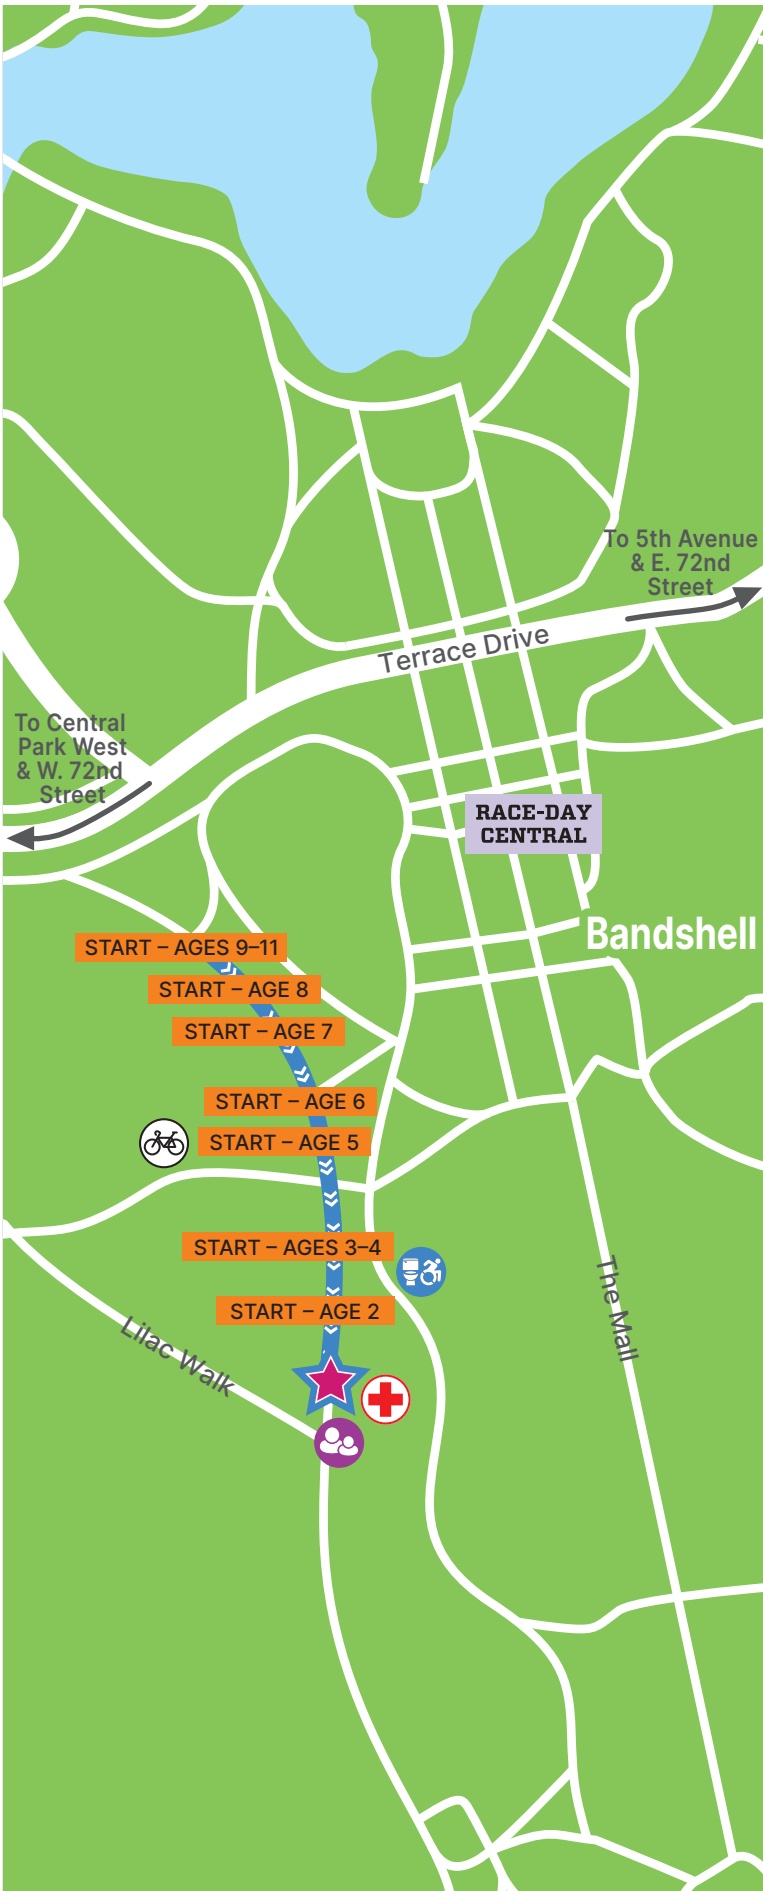 To 5th Avenue
& E. 72nd
Street
Terrace Drive
To Central
Park West
& W. 72nd
Street
RACE-DAY
CENTRAL
Bandshell
START – AGES 9–11
START – AGE 8
START – AGE 7
START – AGE 6
START – AGE 5
START – AGES 3–4
START – AGE 2
The Mall
Lilac Walk